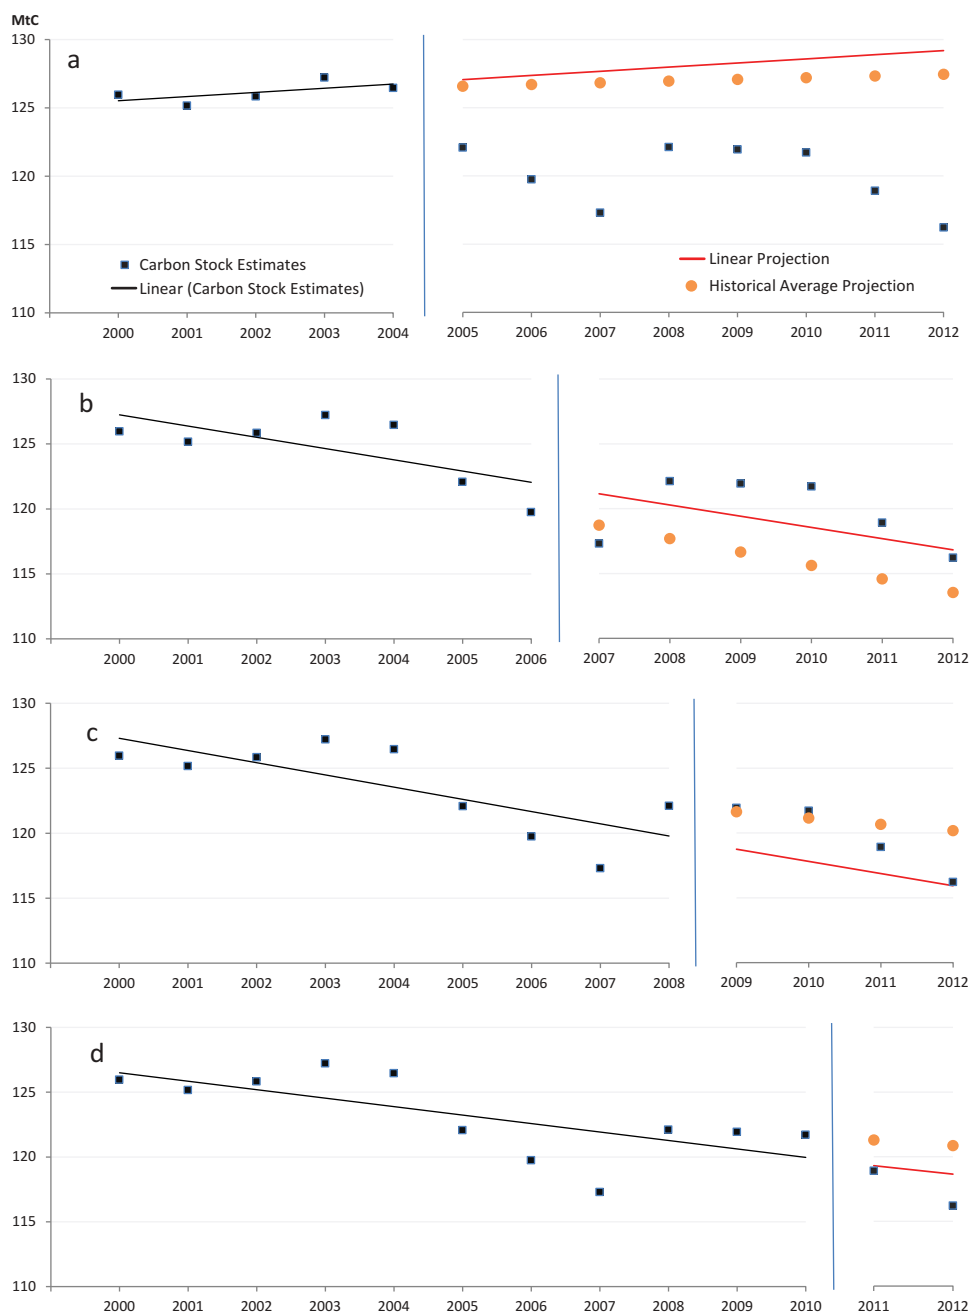 MtC
130
a
125
120
115
110
Carbon Stock Estimates
Linear (Carbon Stock Estimates)
Linear Projection
Historical Average Projection
2000 2001 2002 2003 2004 2005 2006 2007 2008 2009 2010 2011 2012
130
b
125
120
115
110
2000 2001 2002 2003 2004 2005 2006 2007 2008 2009 2010 2011 2012
130
c
125
120
115
110
2000 2001 2002 2003 2004 2005 2006 2007 2008 2009 2010 2011 2012
130
d
125
120
115
110
2000 2001 2002 2003 2004 2005 2006 2007 2008 2009 2010 2011 2012